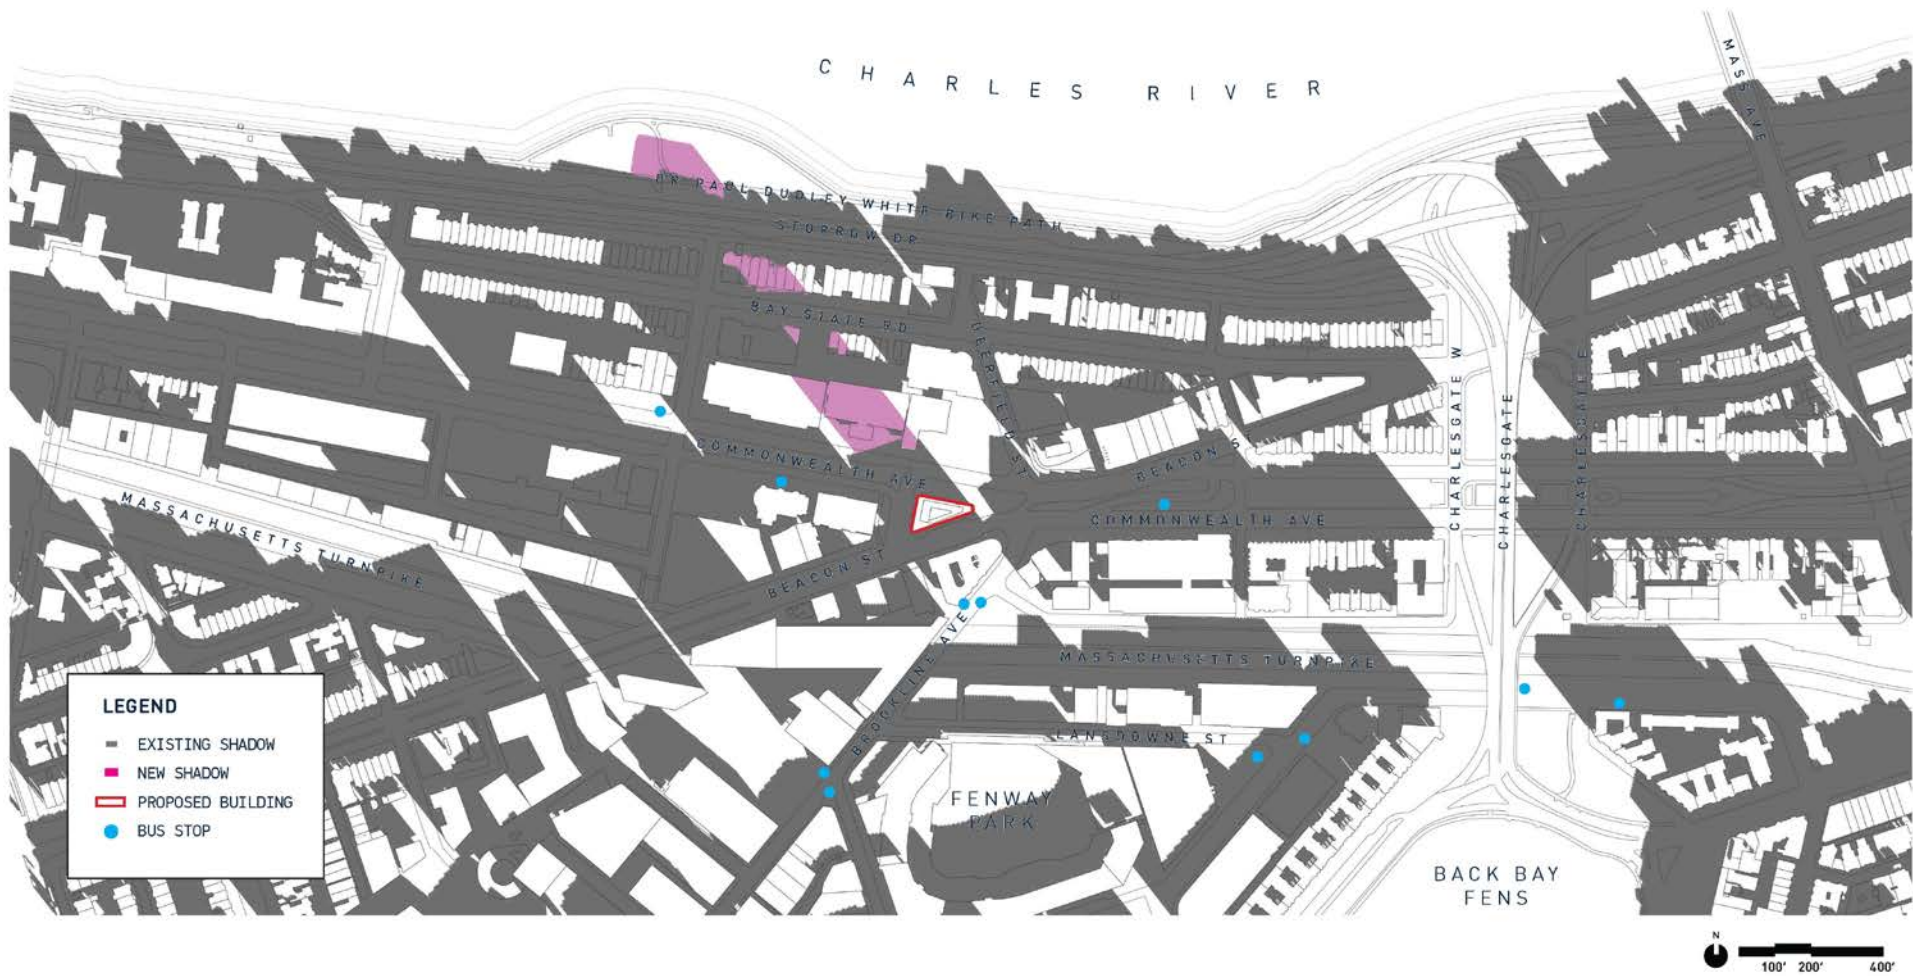 CHARLES RIVER
MASS AVE
DR PAUL DUDLEY WHITE BIKE PATH
STORROW DR
BAY STATE RD
DEERFIELD ST
CHARLESGATE W
CHARLESGATE
CHARLESGATE E
COMMONWEALTH AVE
BEACON ST
COMMONWEALTH AVE
MASSACHUSETTS TURNPIKE
BEACON ST
BROOKLINE AVE
MASSACHUSETTS TURNPIKE
LANSDOWNE ST
FENWAY
PARK
BACK BAY
FENS
LEGEND
EXISTING SHADOW
NEW SHADOW
PROPOSED BUILDING
BUS STOP
N
100' 200' 400'